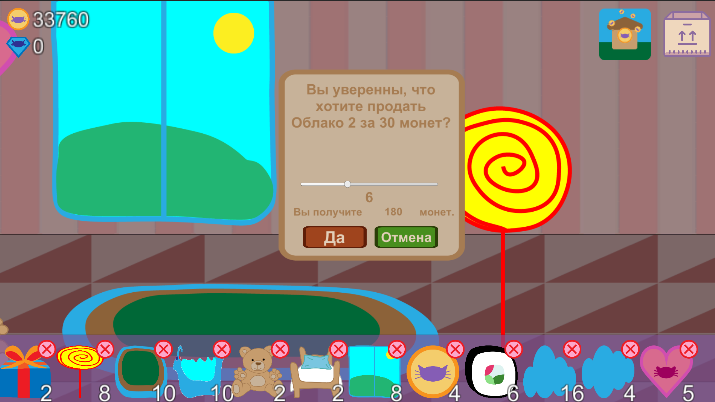 33760
0
Вы уверенны, что
хотите продать
Облако 2 за 30 монет?
6
Вы получите 180 монет.
Да Отмена
2 8 10 10 2 2 8 4 6 16 4 5